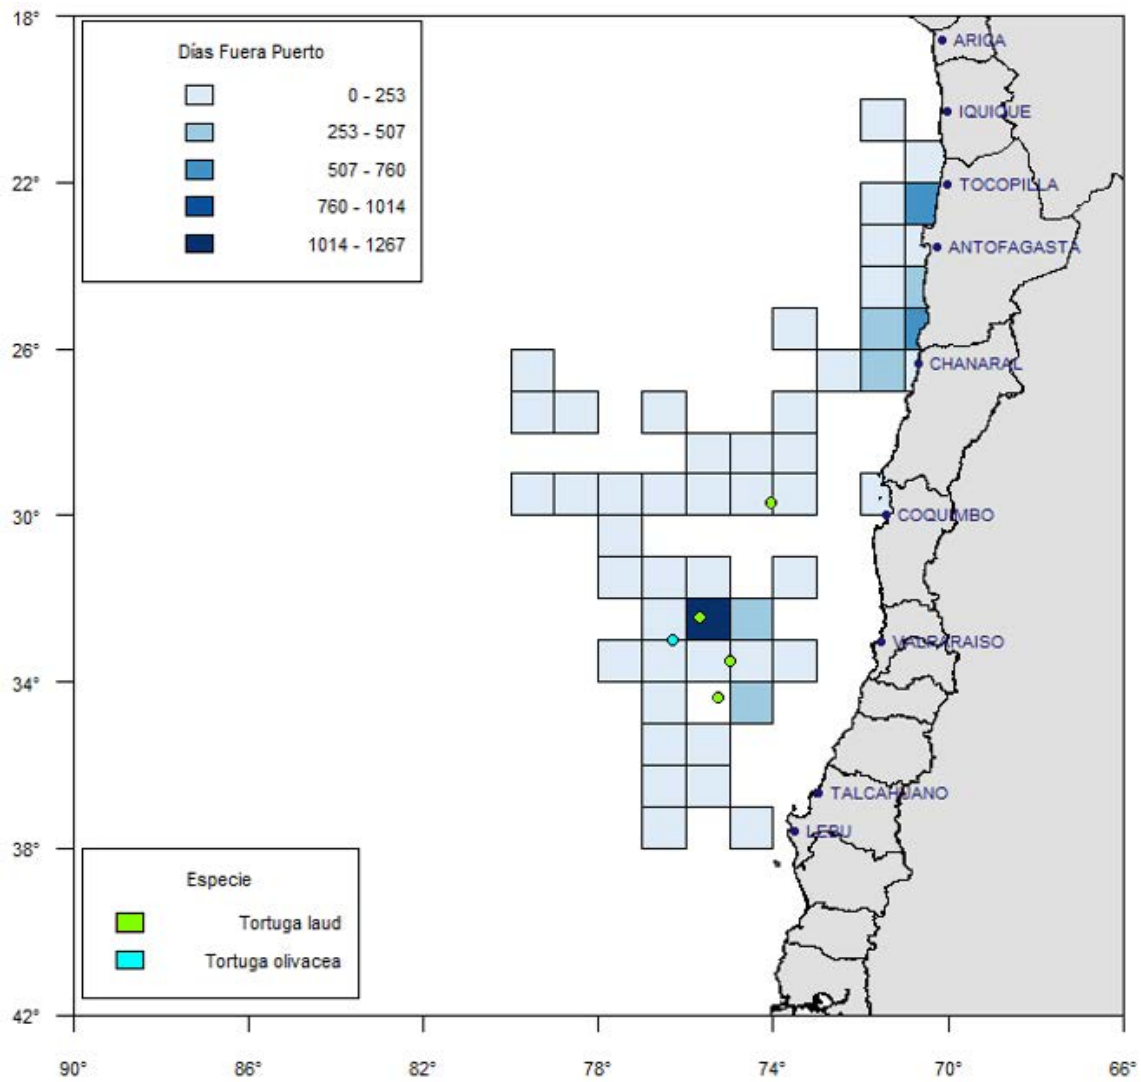 18°
22°
26°
30°
34°
38°
42°
Días Fuera Puerto
0 - 253
253 - 507
507 - 760
760 - 1014
1014 - 1267
ARICA
IQUIQUE
TOCOPILLA
ANTOFAGASTA
CHANARAL
COQUIMBO
VALPARAISO
TALCAHUANO
LEBU
Especie
Tortuga laud
Tortuga olivacea
90°
86°
82°
78°
74°
70°
66°